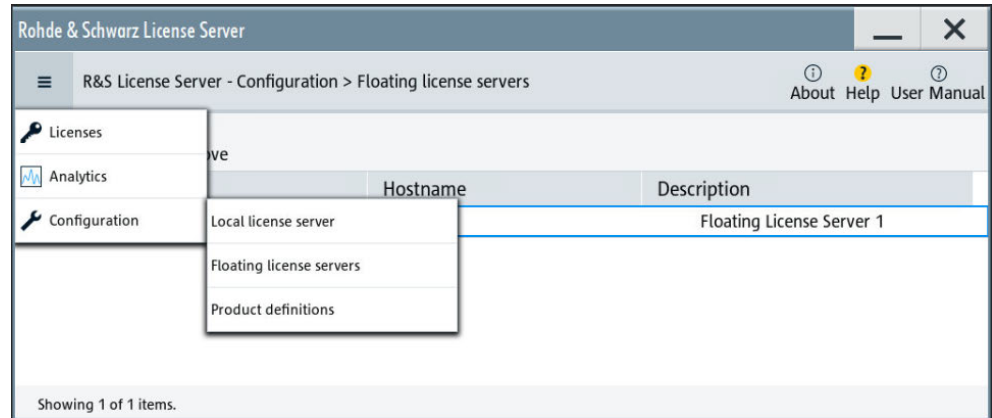 Rohde & Schwarz License Server
≡ R&S License Server - Configuration > Floating license servers
About Help User Manual
Licenses
Analytics
Hostname Description
Configuration
Local license server
Floating License Server 1
Floating license servers
Product definitions
Showing 1 of 1 items.